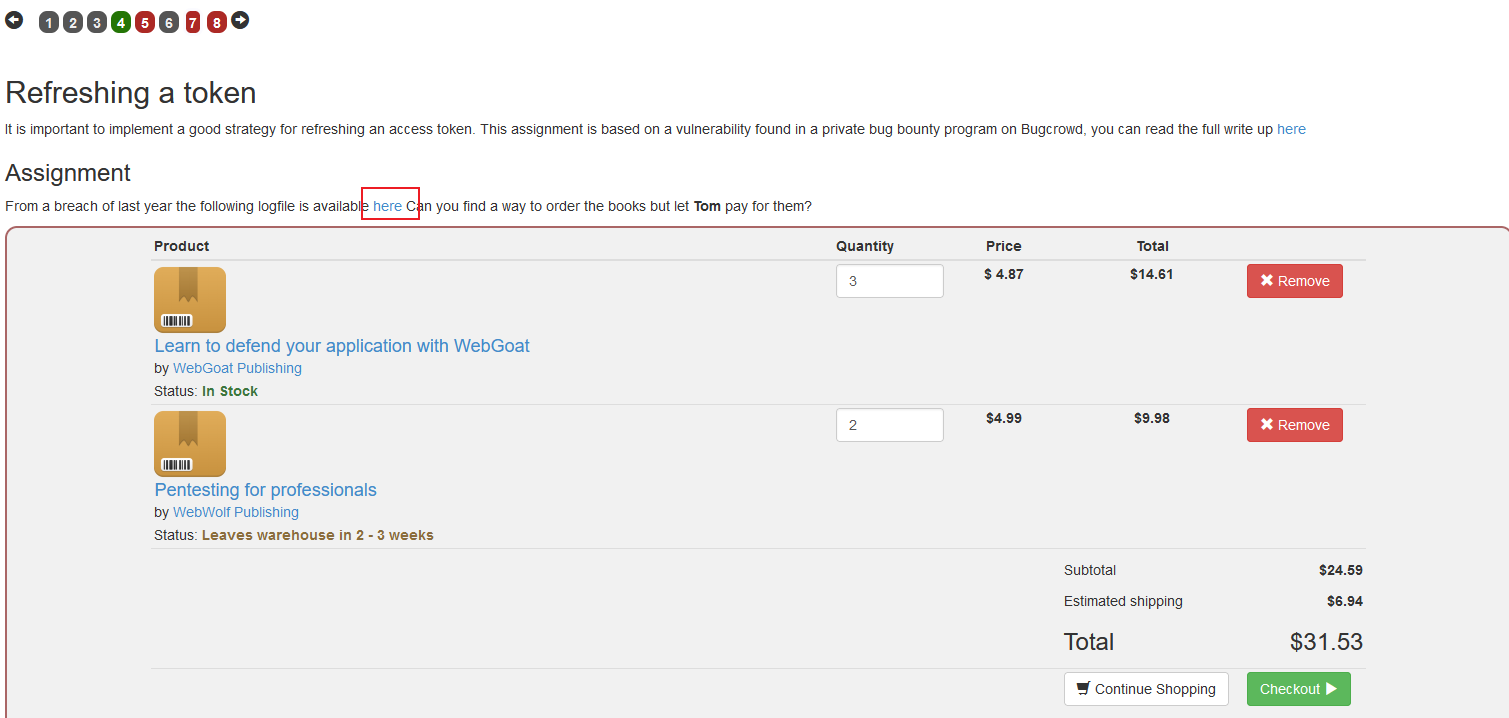 1 2 3 4 5 6 7 8
Refreshing a token
It is important to implement a good strategy for refreshing an access token. This assignment is based on a vulnerability found in a private bug bounty program on Bugcrowd, you can read the full write up here
Assignment
From a breach of last year the following logfile is available here Can you find a way to order the books but let Tom pay for them?
Product Quantity Price Total
3 $ 4.87 $14.61 Remove
Learn to defend your application with WebGoat
by WebGoat Publishing
Status: In Stock
2 $4.99 $9.98 Remove
Pentesting for professionals
by WebWolf Publishing
Status: Leaves warehouse in 2 - 3 weeks
Subtotal $24.59
Estimated shipping $6.94
Total $31.53
Continue Shopping Checkout